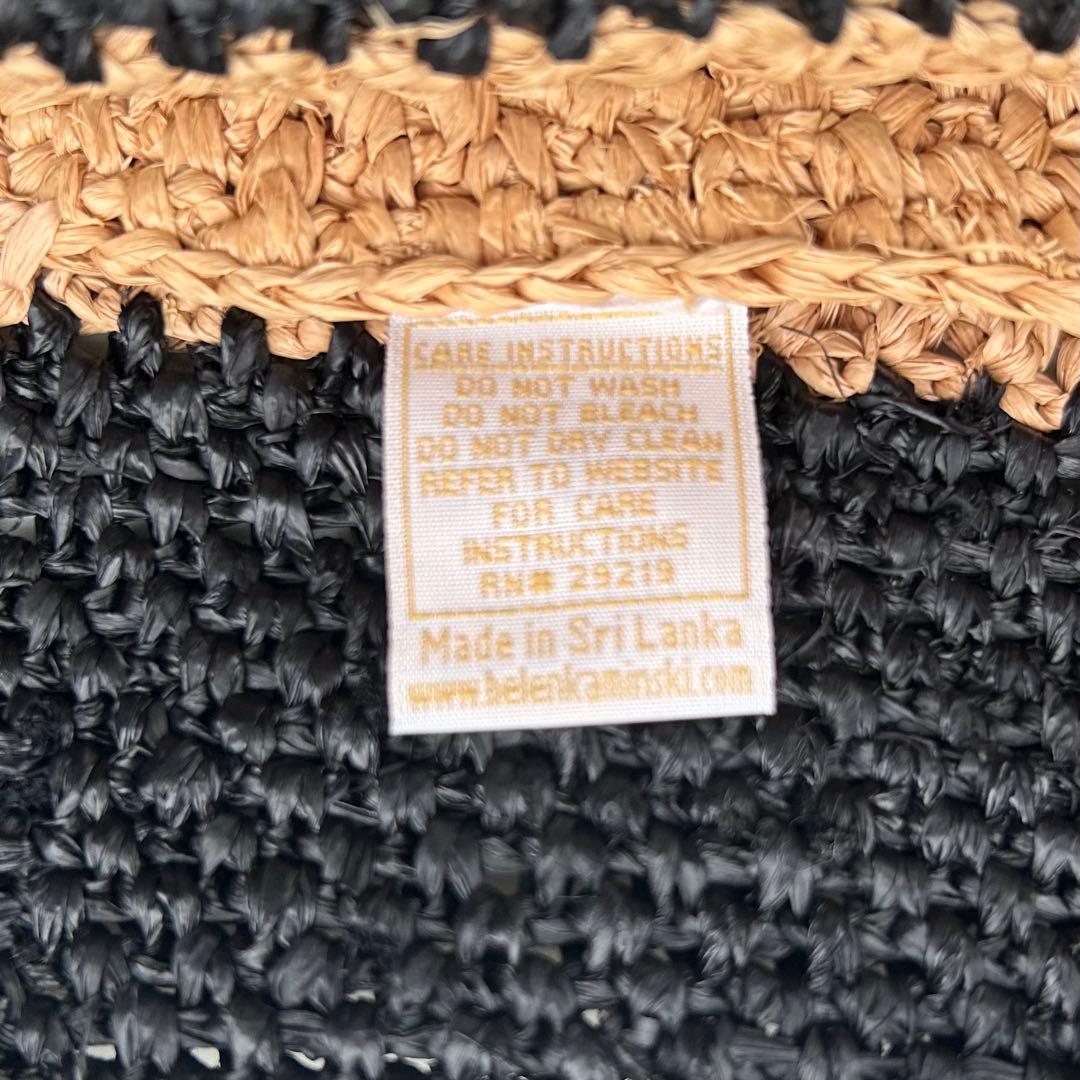 CARE INSTRUCTIONS
DO NOT WASH
DO NOT BLEACH
DO NOT DRY CLEAN
REFER TO WEBSITE
FOR CARE
INSTRUCTIONS
RN# 29219
Made in Sri Lanka
www.helenkaminski.com